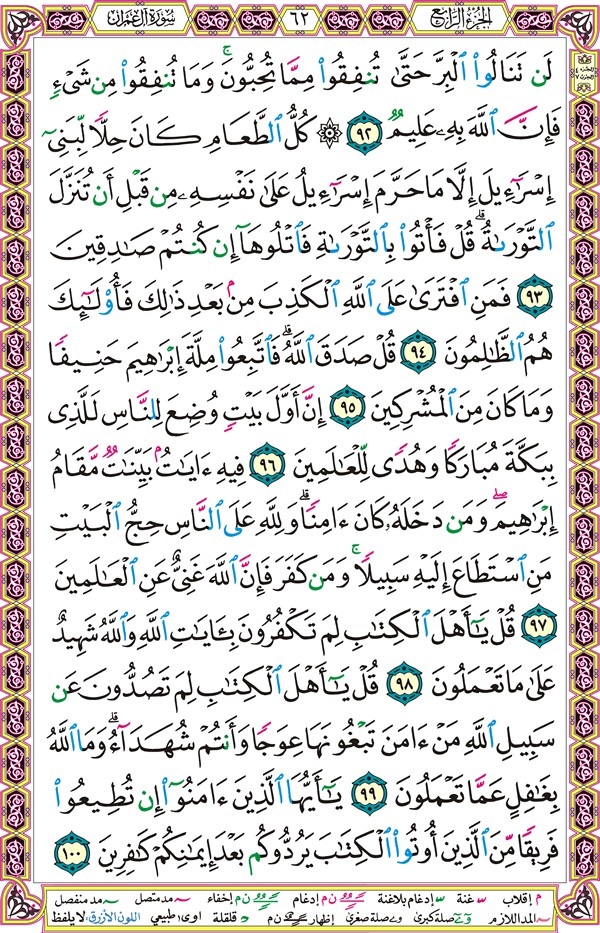 سورة آل عمران
٦٢
الجزء الرابع
لَن تَنَالُوا۟ ٱلْبِرَّ حَتَّىٰ تُنفِقُوا۟ مِمَّا تُحِبُّونَ ۚ وَمَا تُنفِقُوا۟ مِن شَىْءٍ
فَإِنَّ ٱللَّهَ بِهِۦ عَلِيمٌ ٩٢ ۞ كُلُّ ٱلطَّعَامِ كَانَ حِلًّا لِّبَنِىٓ
إِسْرَٰٓءِيلَ إِلَّا مَا حَرَّمَ إِسْرَٰٓءِيلُ عَلَىٰ نَفْسِهِۦ مِن قَبْلِ أَن تُنَزَّلَ
ٱلتَّوْرَىٰةُ ۗ قُلْ فَأْتُوا۟ بِٱلتَّوْرَىٰةِ فَٱتْلُوهَآ إِن كُنتُمْ صَٰدِقِينَ
٩٣ فَمَنِ ٱفْتَرَىٰ عَلَى ٱللَّهِ ٱلْكَذِبَ مِنۢ بَعْدِ ذَٰلِكَ فَأُو۟لَٰٓئِكَ
هُمُ ٱلظَّٰلِمُونَ ٩٤ قُلْ صَدَقَ ٱللَّهُ ۗ فَٱتَّبِعُوا۟ مِلَّةَ إِبْرَٰهِيمَ حَنِيفًا
وَمَا كَانَ مِنَ ٱلْمُشْرِكِينَ ٩٥ إِنَّ أَوَّلَ بَيْتٍ وُضِعَ لِلنَّاسِ لَلَّذِى
بِبَكَّةَ مُبَارَكًا وَهُدًى لِّلْعَٰلَمِينَ ٩٦ فِيهِ ءَايَٰتٌۢ بَيِّنَٰتٌ مَّقَامُ
إِبْرَٰهِيمَ ۖ وَمَن دَخَلَهُۥ كَانَ ءَامِنًا ۗ وَلِلَّهِ عَلَى ٱلنَّاسِ حِجُّ ٱلْبَيْتِ
مَنِ ٱسْتَطَاعَ إِلَيْهِ سَبِيلًا ۚ وَمَن كَفَرَ فَإِنَّ ٱللَّهَ غَنِىٌّ عَنِ ٱلْعَٰلَمِينَ
٩٧ قُلْ يَٰٓأَهْلَ ٱلْكِتَٰبِ لِمَ تَكْفُرُونَ بِـَٔايَٰتِ ٱللَّهِ وَٱللَّهُ شَهِيدٌ
عَلَىٰ مَا تَعْمَلُونَ ٩٨ قُلْ يَٰٓأَهْلَ ٱلْكِتَٰبِ لِمَ تَصُدُّونَ عَن
سَبِيلِ ٱللَّهِ مَنْ ءَامَنَ تَبْغُونَهَا عِوَجًا وَأَنتُمْ شُهَدَآءُ ۗ وَمَا ٱللَّهُ
بِغَٰفِلٍ عَمَّا تَعْمَلُونَ ٩٩ يَٰٓأَيُّهَا ٱلَّذِينَ ءَامَنُوٓا۟ إِن تُطِيعُوا۟
فَرِيقًا مِّنَ ٱلَّذِينَ أُوتُوا۟ ٱلْكِتَٰبَ يَرُدُّوكُم بَعْدَ إِيمَٰنِكُمْ كَٰفِرِينَ ١٠٠
م إقلاب غنة إدغام بلاغنة ن م إدغام إخفاء مد متصل مد منفصل
المد اللازم صلة كبرى صلة صغرى إظهار ن م قلقلة اوى طبيعي اللون الأزرق: لا يلفظ